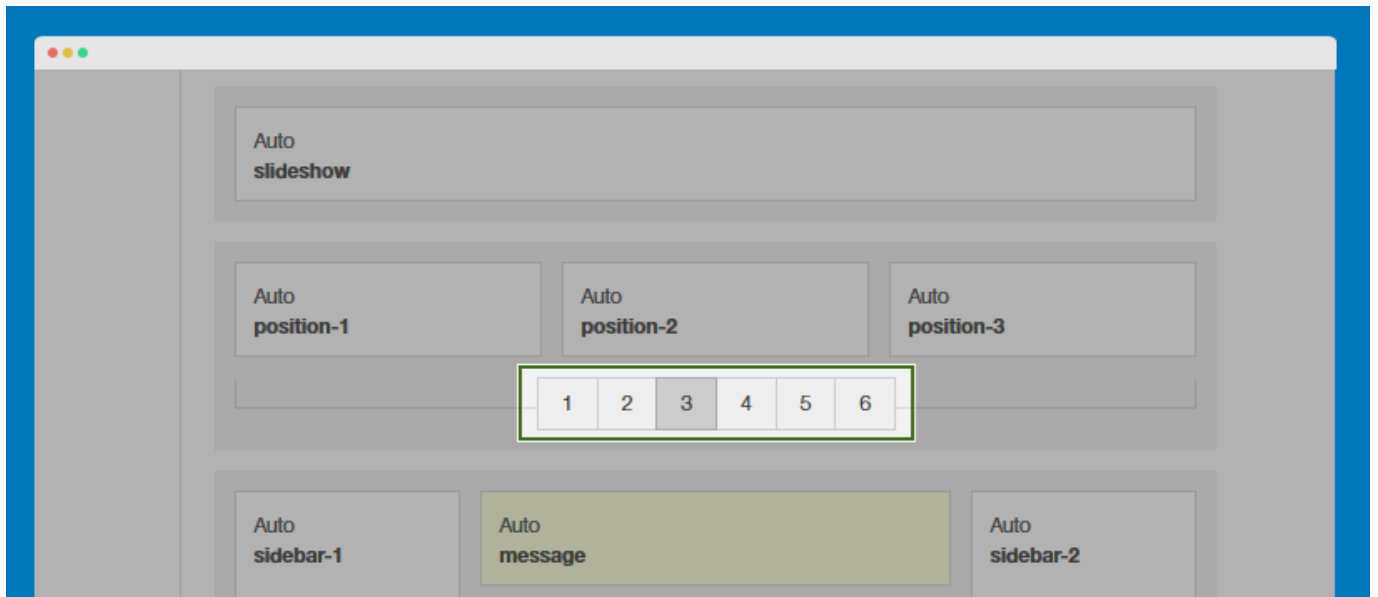 Auto
slideshow
Auto Auto Auto
position-1 position-2 position-3
1 2 3 4 5 6
Auto Auto Auto
sidebar-1 message sidebar-2